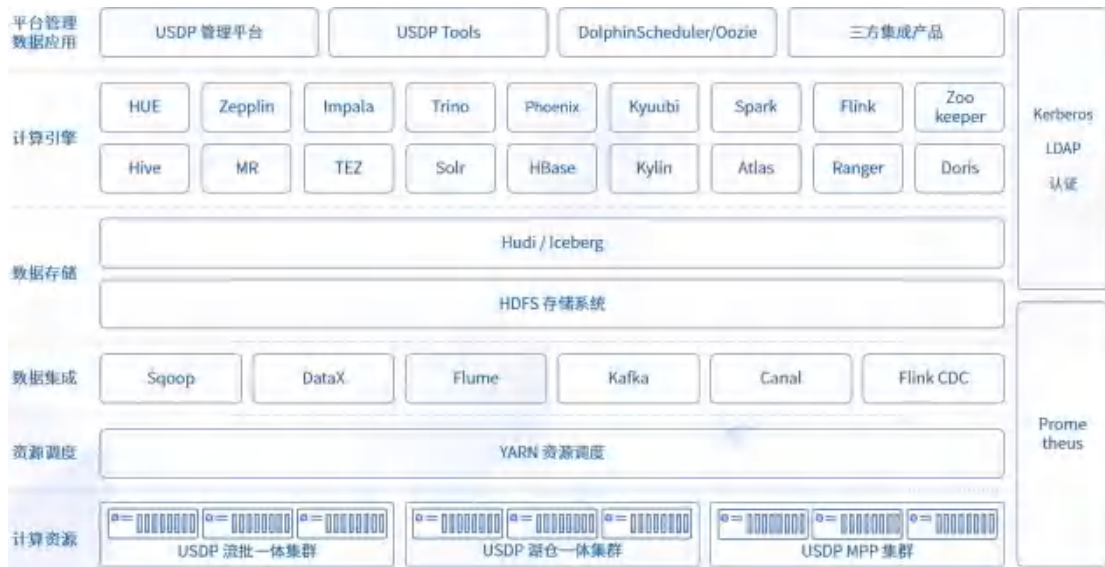 平台管理
数据应用
USDP 管理平台
USDP Tools
DolphinScheduler/Oozie
三方集成产品
计算引擎
HUE
Zepplin
Impala
Trino
Phoenix
Kyuubi
Spark
Flink
Zoo
keeper
Hive
MR
TEZ
Solr
HBase
Kylin
Atlas
Ranger
Doris
数据存储
Hudi / Iceberg
HDFS 存储系统
数据集成
Sqoop
DataX
Flume
Kafka
Canal
Flink CDC
资源调度
YARN 资源调度
计算资源
USDP 流批一体集群
USDP 湖仓一体集群
USDP MPP 集群
Kerberos
LDAP
认证
Prome
theus